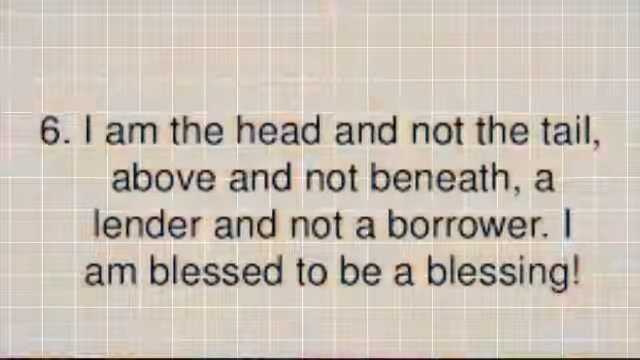 6. I am the head and not the tail,
above and not beneath, a
lender and not a borrower. I
am blessed to be a blessing!